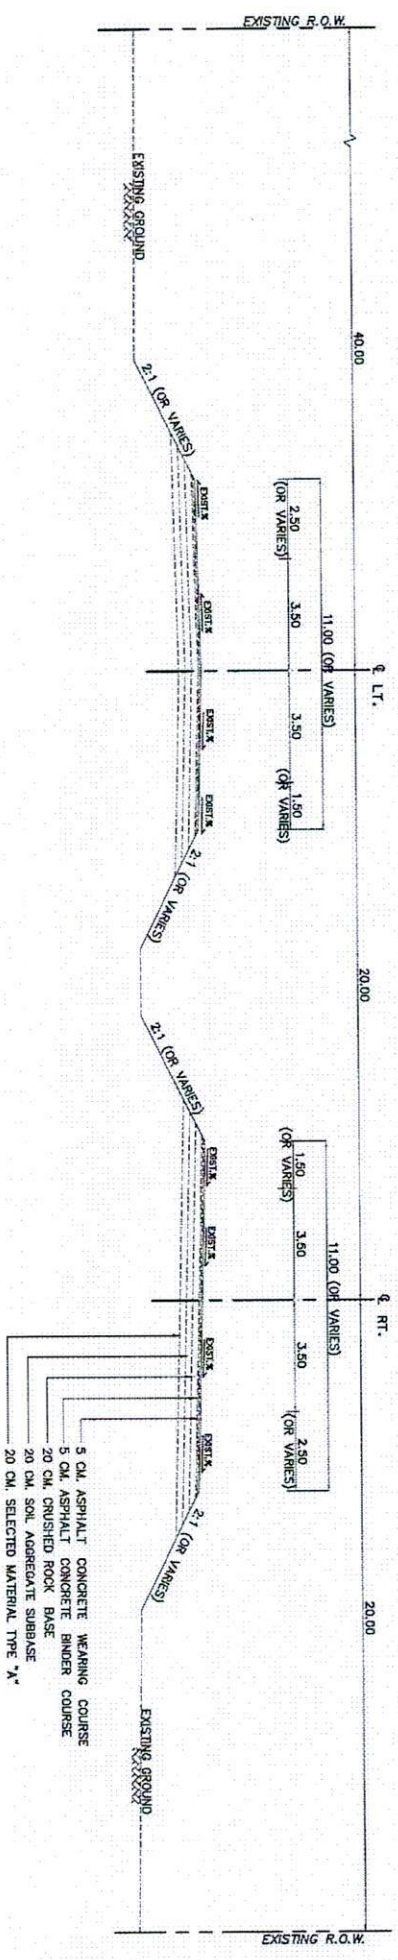 EXISTING R.O.W.
40.00
20.00
20.00
EXISTING R.O.W.
℄ LT.
℄ RT.
11.00 (OR VARIES)
2.50
(OR VARIES)
3.50
3.50
1.50
(OR VARIES)
11.00 (OR VARIES)
1.50
(OR VARIES)
3.50
3.50
2.50
(OR VARIES)
EXISTING GROUND
2:1 (OR VARIES)
EXIST.%
EXIST.%
EXIST.%
EXIST.%
2:1 (OR VARIES)
2:1 (OR VARIES)
EXIST.%
EXIST.%
EXIST.%
EXIST.%
2:1 (OR VARIES)
EXISTING GROUND
5 CM. ASPHALT CONCRETE WEARING COURSE
5 CM. ASPHALT CONCRETE BINDER COURSE
20 CM. CRUSHED ROCK BASE
20 CM. SOIL AGGREGATE SUBBASE
20 CM. SELECTED MATERIAL TYPE "A"